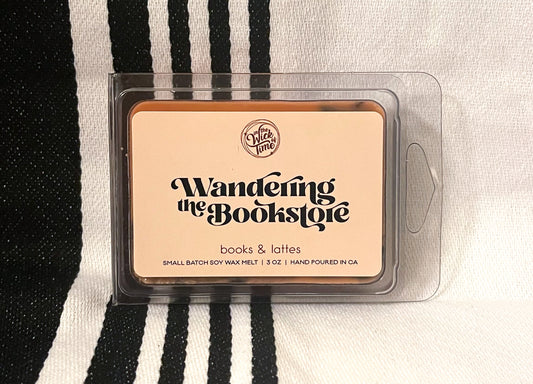 the
Wick
of
Time
Wandering
the Bookstore
books & lattes
SMALL BATCH SOY WAX MELT | 3 OZ | HAND POURED IN CA